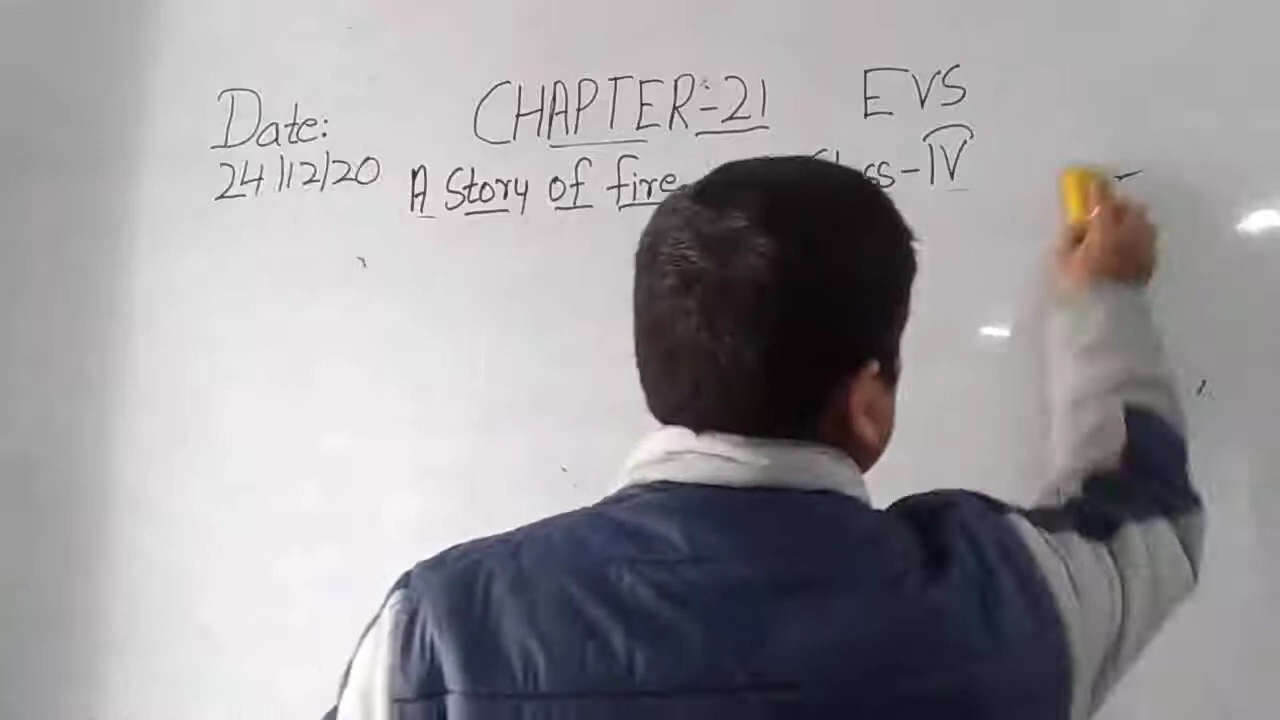 Date: CHAPTER:-21 EVS
24/12/20 A Story of fire -IV